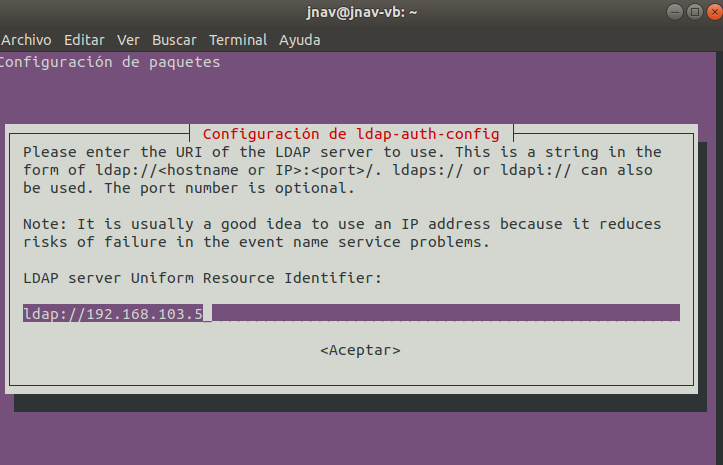 jnav@jnav-vb: ~
Archivo Editar Ver Buscar Terminal Ayuda
Configuración de paquetes
Configuración de ldap-auth-config
Please enter the URI of the LDAP server to use. This is a string in the
form of ldap://<hostname or IP>:<port>/. ldaps:// or ldapi:// can also
be used. The port number is optional.
Note: It is usually a good idea to use an IP address because it reduces
risks of failure in the event name service problems.
LDAP server Uniform Resource Identifier:
ldap://192.168.103.5
<Aceptar>